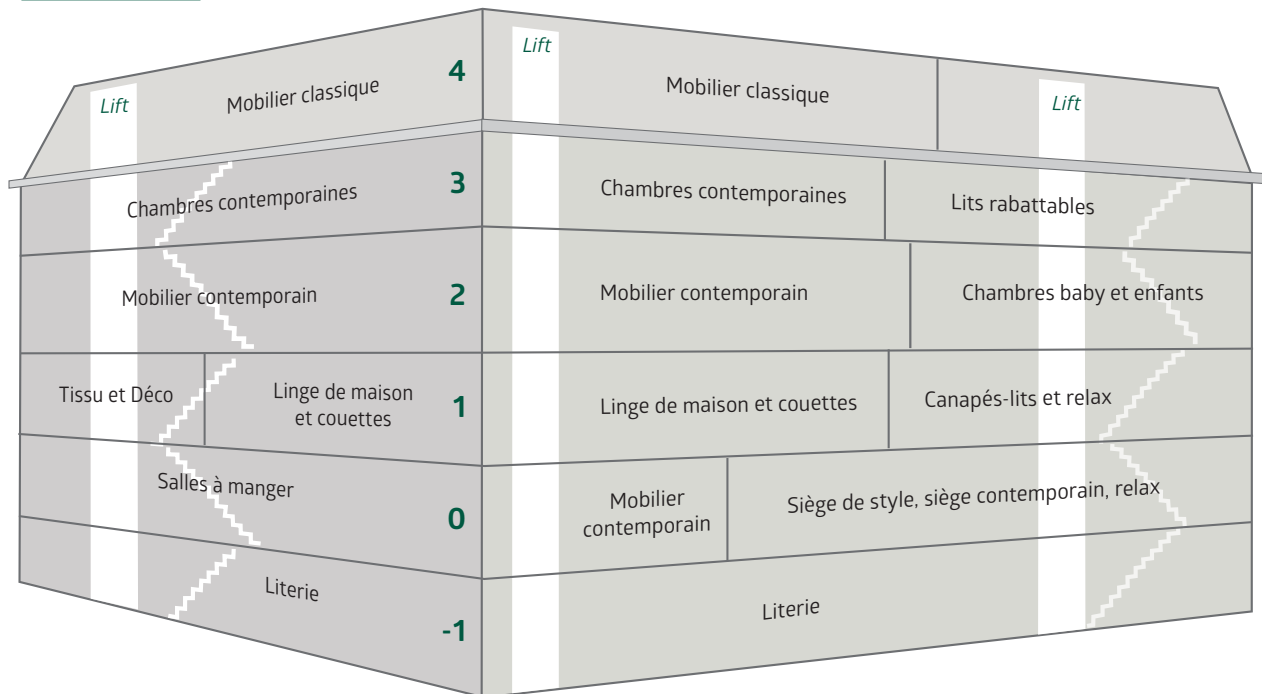 Lift
Mobilier classique
4
Lift
Mobilier classique
Lift
Chambres contemporaines
3
Chambres contemporaines
Lits rabattables
Mobilier contemporain
2
Mobilier contemporain
Chambres baby et enfants
Tissu et Déco
Linge de maison
et couettes
1
Linge de maison et couettes
Canapés-lits et relax
Salles à manger
0
Mobilier
contemporain
Siège de style, siège contemporain, relax
Literie
-1
Literie